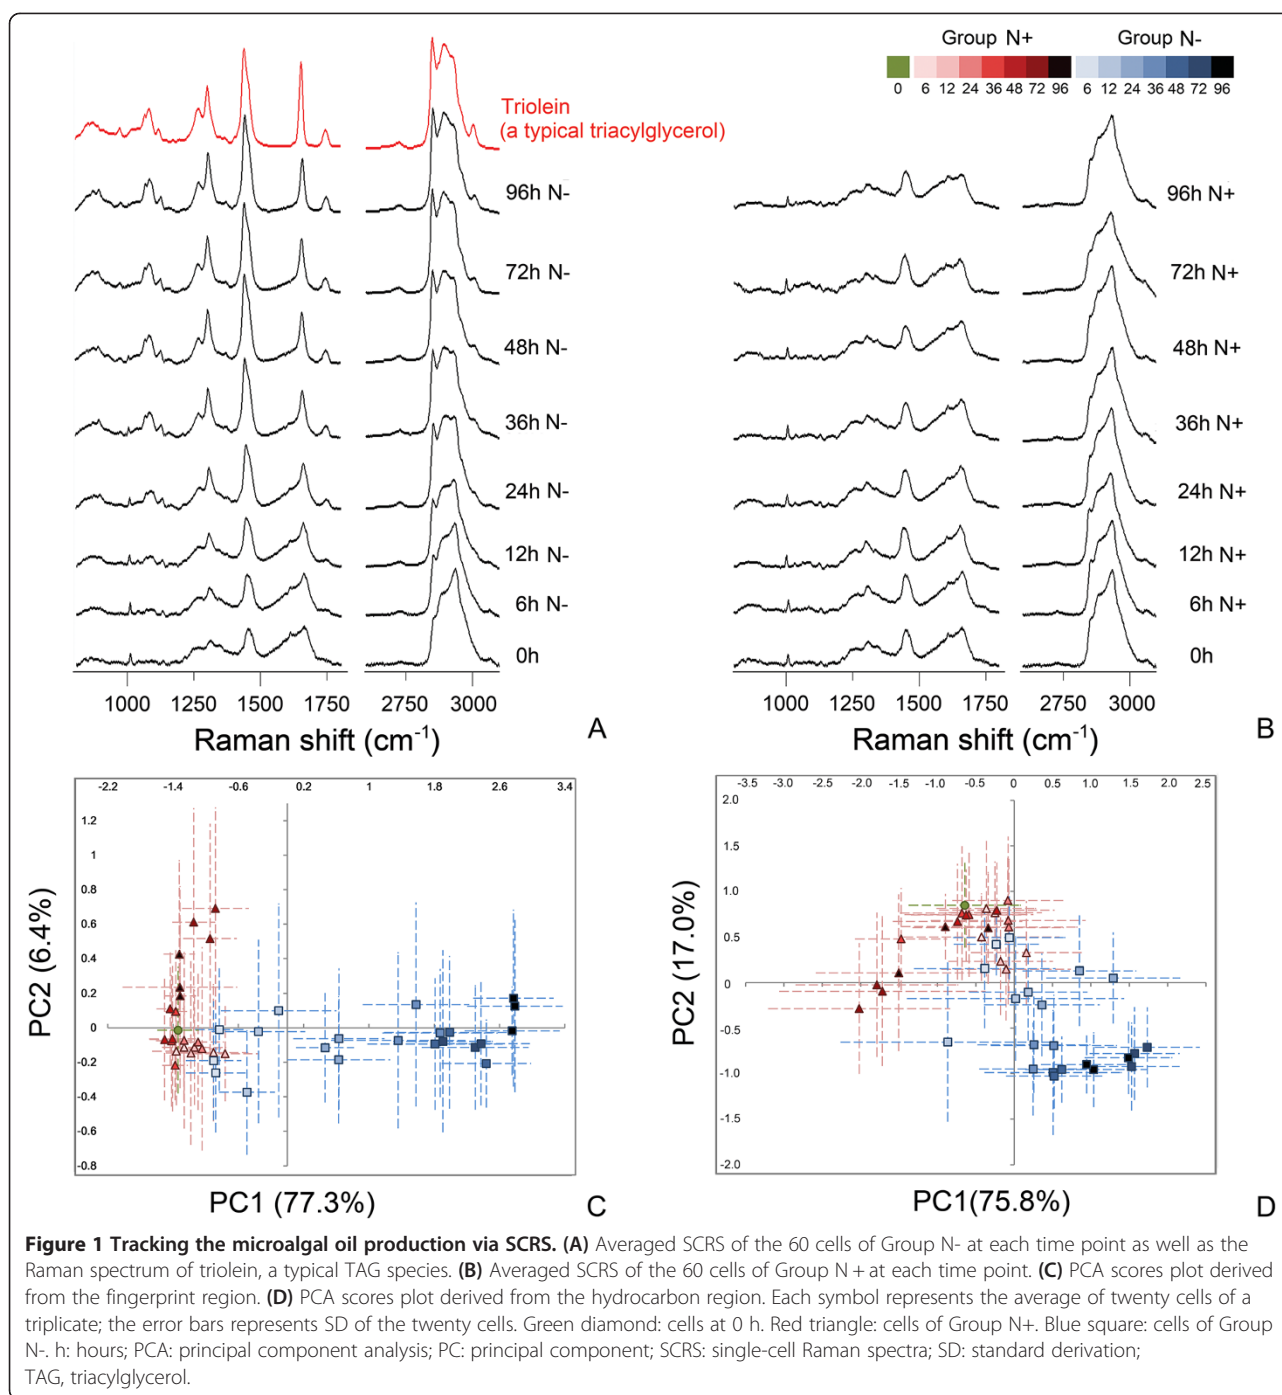 Group N+ Group N-
0 6 12 24 36 48 72 96 6 12 24 36 48 72 96
Triolein
(a typical triacylglycerol)
96h N-
72h N-
48h N-
36h N-
24h N-
12h N-
6h N-
0h
1000 1250 1500 1750 2750 3000
Raman shift (cm-1)
A
96h N+
72h N+
48h N+
36h N+
24h N+
12h N+
6h N+
0h
1000 1250 1500 1750 2750 3000
Raman shift (cm-1)
B
-2.2 -1.4 -0.6 0.2 1 1.8 2.6 3.4
1.2
1
0.8
0.6
0.4
0.2
0
-0.2
-0.4
-0.6
-0.8
PC2 (6.4%)
PC1 (77.3%)
C
-3.5 -2.5 -2.0 -1.5 -1.0 -0.5 0 0.5 1.0 1.5 2.0 2.5
2.0
1.5
1.0
0.5
0
-0.5
-1.0
-1.5
-2.0
PC2 (17.0%)
PC1(75.8%)
D
Figure 1 Tracking the microalgal oil production via SCRS. (A) Averaged SCRS of the 60 cells of Group N- at each time point as well as the
Raman spectrum of triolein, a typical TAG species. (B) Averaged SCRS of the 60 cells of Group N + at each time point. (C) PCA scores plot derived
from the fingerprint region. (D) PCA scores plot derived from the hydrocarbon region. Each symbol represents the average of twenty cells of a
triplicate; the error bars represents SD of the twenty cells. Green diamond: cells at 0 h. Red triangle: cells of Group N+. Blue square: cells of Group
N-. h: hours; PCA: principal component analysis; PC: principal component; SCRS: single-cell Raman spectra; SD: standard derivation;
TAG, triacylglycerol.